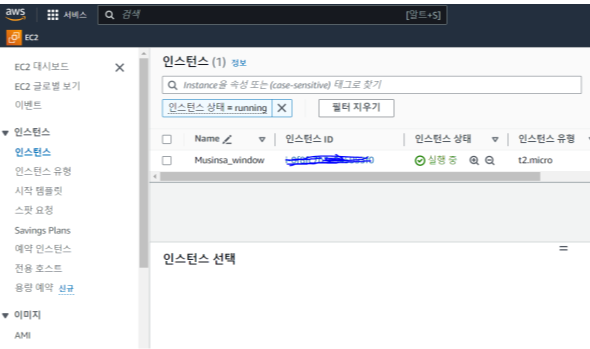 aws 서비스 검색 [알트+S]
EC2
EC2 대시보드
EC2 글로벌 보기
이벤트
인스턴스
인스턴스
인스턴스 유형
시작 템플릿
스팟 요청
Savings Plans
예약 인스턴스
전용 호스트
용량 예약 신규
이미지
AMI
인스턴스 (1) 정보
Instance을 속성 또는 (case-sensitive) 태그로 찾기
인스턴스 상태 = running 필터 지우기
Name 인스턴스 ID 인스턴스 상태 인스턴스 유형
Musinsa_window 실행 중 t2.micro
인스턴스 선택